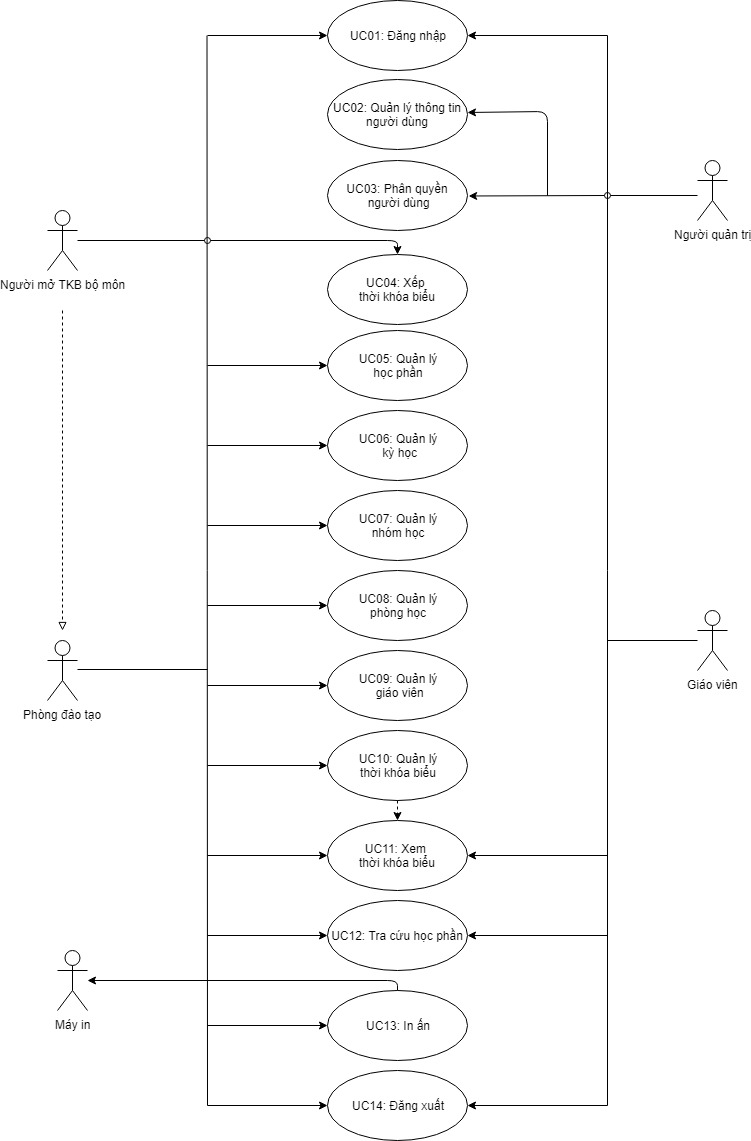 UC01: Đăng nhập
UC02: Quản lý thông tin
người dùng
UC03: Phân quyền
người dùng
Người quản trị
Người mở TKB bộ môn
UC04: Xếp
thời khóa biểu
UC05: Quản lý
học phần
UC06: Quản lý
kỳ học
UC07: Quản lý
nhóm học
UC08: Quản lý
phòng học
UC09: Quản lý
giáo viên
Giáo viên
Phòng đảo tạo
UC10: Quản lý
thời khóa biểu
UC11: Xem
thời khóa biểu
UC12: Tra cứu học phần
Máy in
UC13: In ấn
UC14: Đăng xuất